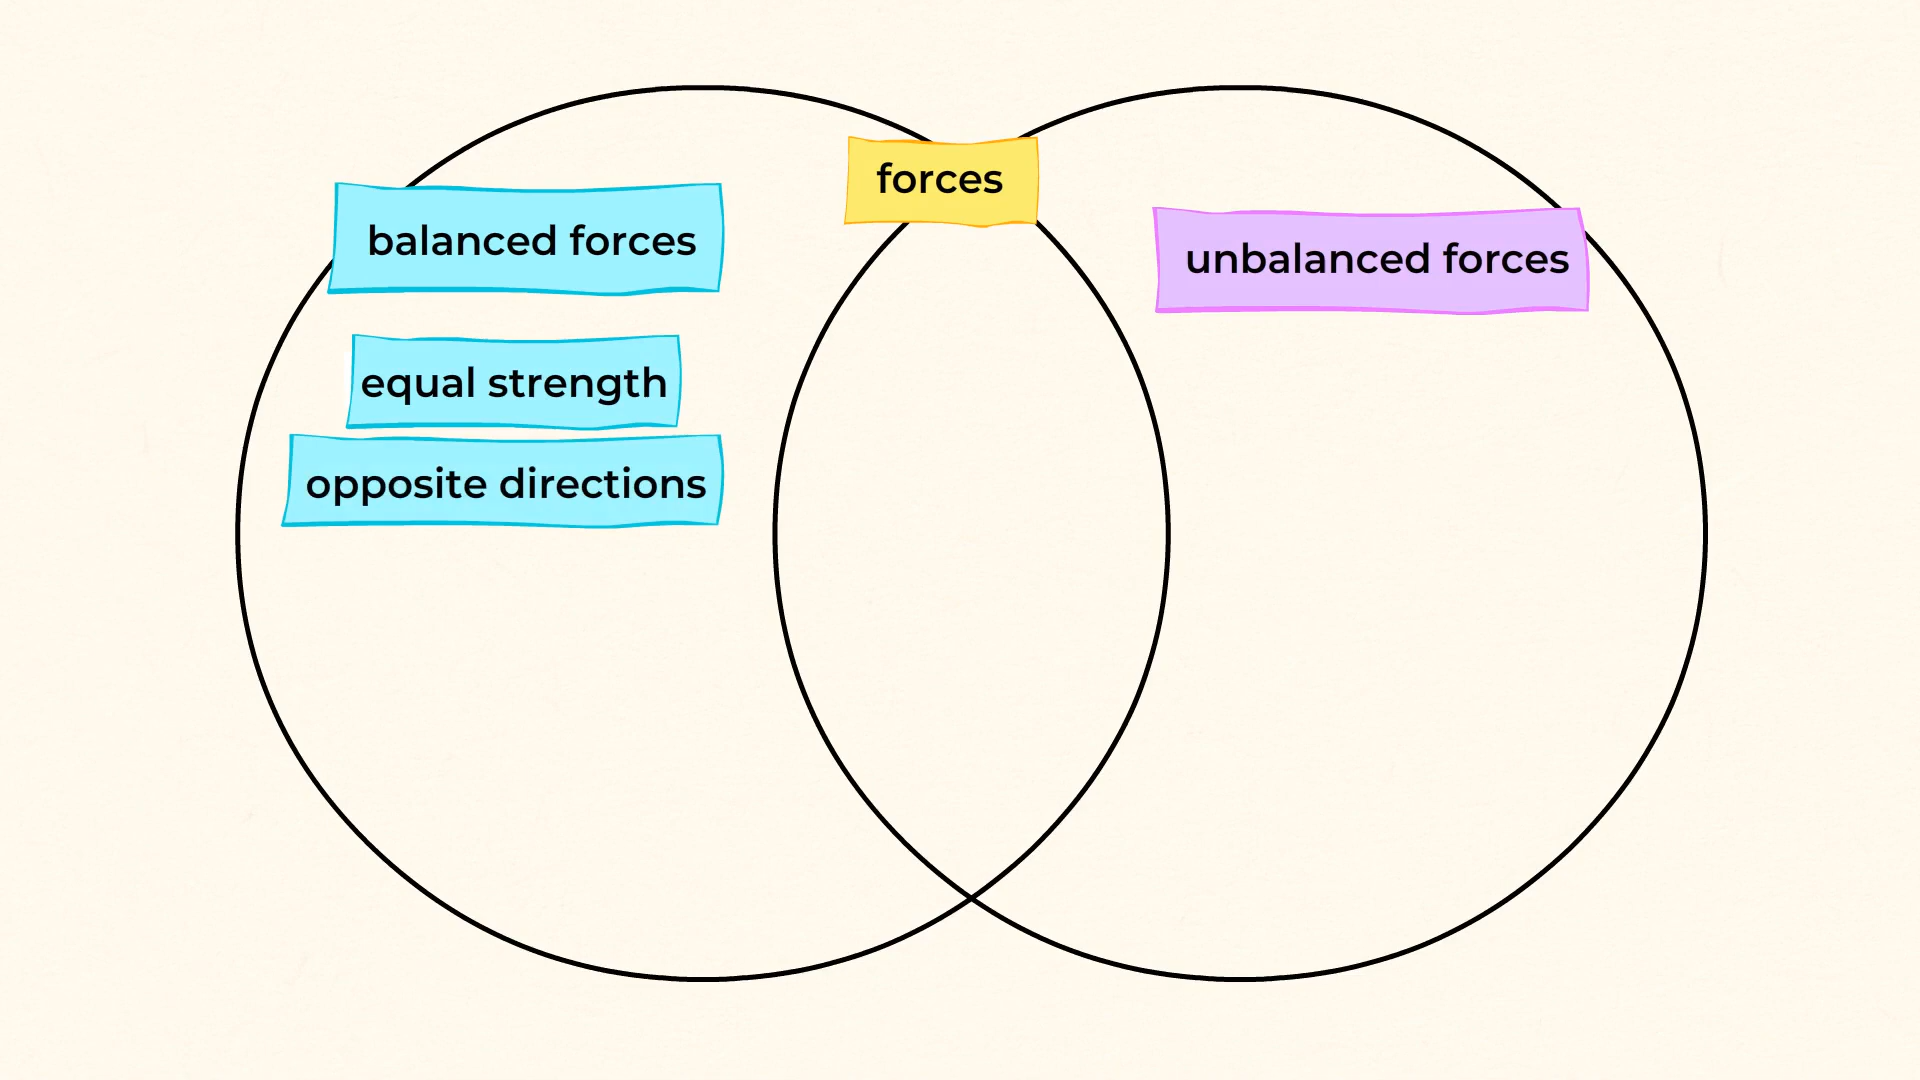 forces
balanced forces
unbalanced forces
equal strength
opposite directions